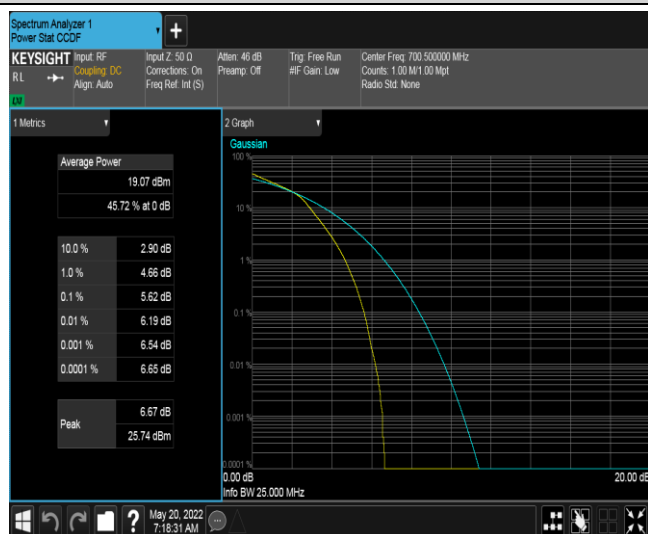 Spectrum Analyzer 1
Power Stat CCDF
+
KEYSIGHT Input: RF Input Z: 50 Ω Atten: 46 dB Trig: Free Run Center Freq: 700.500000 MHz
RL Coupling: DC Corrections: On Preamp: Off #IF Gain: Low Counts: 1.00 M/1.00 Mpt
Align: Auto Freq Ref: Int (S) Radio Std: None
LXI
1 Metrics
2 Graph
Average Power
19.07 dBm
45.72 % at 0 dB
10.0 % 2.90 dB
1.0 % 4.66 dB
0.1 % 5.62 dB
0.01 % 6.19 dB
0.001 % 6.54 dB
0.0001 % 6.65 dB
Peak 6.67 dB
25.74 dBm
Gaussian
100 %
10 %
1 %
0.1 %
0.01 %
0.001 %
0.0001 %
0.00 dB 20.00 dB
Info BW 25.000 MHz
? May 20, 2022
7:18:31 AM